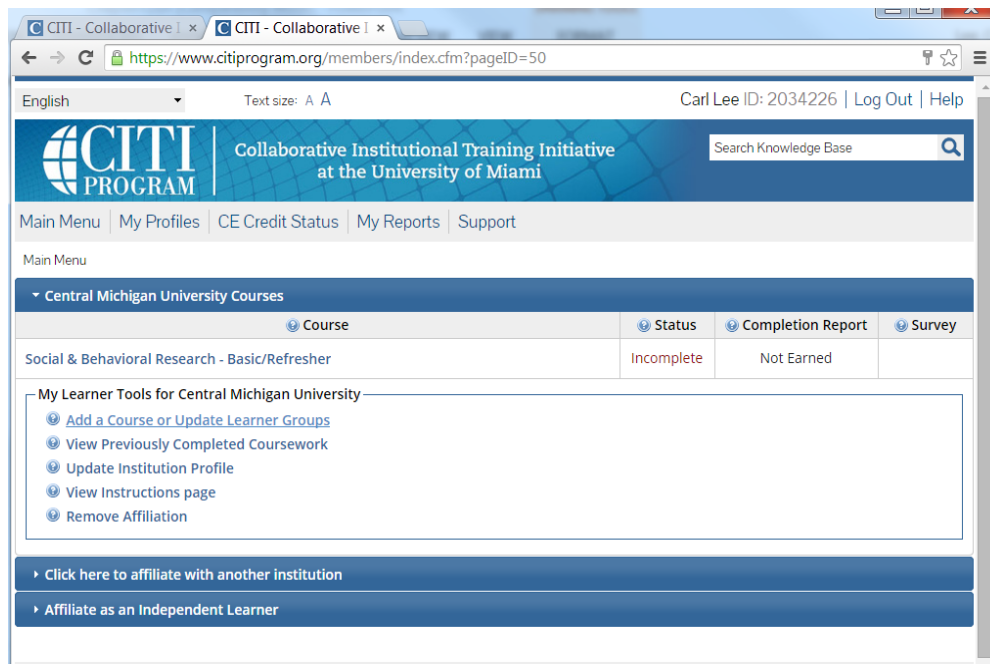 CITI - Collaborative I × CITI - Collaborative I ×
https://www.citiprogram.org/members/index.cfm?pageID=50
English Text size: A A Carl Lee ID: 2034226 | Log Out | Help
CITI PROGRAM
Collaborative Institutional Training Initiative
at the University of Miami
Search Knowledge Base
Main Menu My Profiles CE Credit Status My Reports Support
Main Menu
Central Michigan University Courses
Course Status Completion Report Survey
Social & Behavioral Research - Basic/Refresher Incomplete Not Earned
My Learner Tools for Central Michigan University
Add a Course or Update Learner Groups
View Previously Completed Coursework
Update Institution Profile
View Instructions page
Remove Affiliation
Click here to affiliate with another institution
Affiliate as an Independent Learner